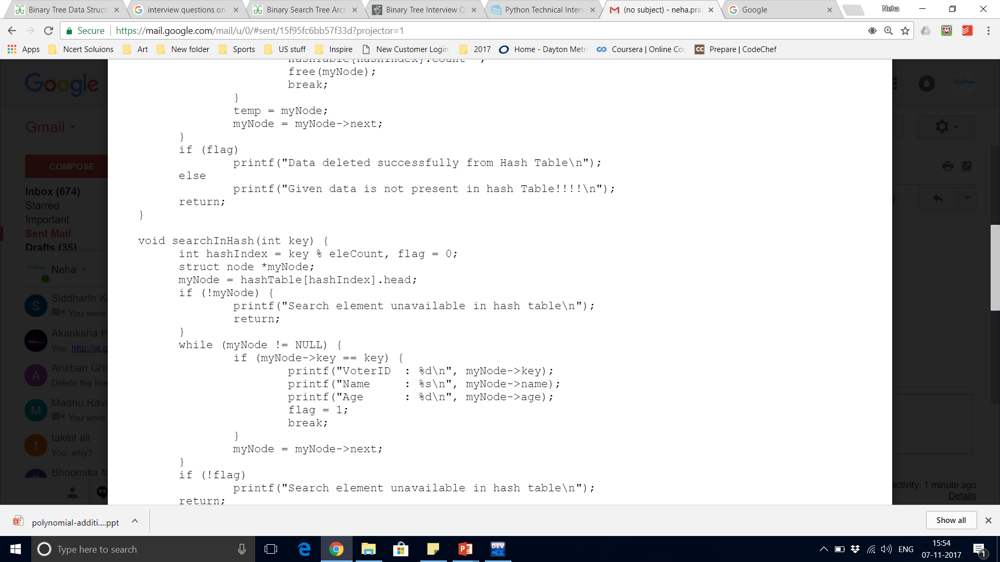 Binary Tree Data Struct
interview questions on
Binary Search Tree Arch
Binary Tree Interview Q
Python Technical Interv
(no subject) - neha.pra
Google
Neha
Secure
https://mail.google.com/mail/u/0/#sent/15f95fc6bb57f33d?projector=1
Apps
Ncert Soluions
Art
New folder
Sports
US stuff
Inspire
New Customer Login
2017
Home - Dayton Metr
Coursera | Online Co
CC
Prepare | CodeChef
hashTable[hashIndex].count
free(myNode);
break;
}
temp = myNode;
myNode = myNode->next;
}
if (flag)
printf("Data deleted successfully from Hash Table\n");
else
printf("Given data is not present in hash Table!!!!\n");
return;
}
void searchInHash(int key) {
int hashIndex = key % eleCount, flag = 0;
struct node *myNode;
myNode = hashTable[hashIndex].head;
if (!myNode) {
printf("Search element unavailable in hash table\n");
return;
}
while (myNode != NULL) {
if (myNode->key == key) {
printf("VoterID  : %d\n", myNode->key);
printf("Name     : %s\n", myNode->name);
printf("Age      : %d\n", myNode->age);
flag = 1;
break;
}
myNode = myNode->next;
}
if (!flag)
printf("Search element unavailable in hash table\n");
return;
Google
Neha
Gmail
COMPOSE
Inbox (674)
Starred
Important
Sent Mail
Drafts (35)
Neha
Neha
S
Siddharth K
You were
Akanksha P
You: http://iit.q
A
Anirban Gho
Delete the line
M
Madhu Ravi
You were
t
takeit all
You: why?
Bhoomika M
activity: 1 minute ago
Details
polynomial-additi....ppt
Show all
Type here to search
DEV
C++
ENG
15:54
07-11-2017
1